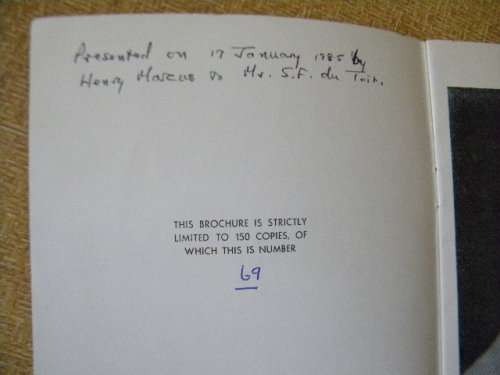 Presented on 17 January 1985 by
Henry Marcus to Mr. S.F. du Toit.
THIS BROCHURE IS STRICTLY
LIMITED TO 150 COPIES, OF
WHICH THIS IS NUMBER
69